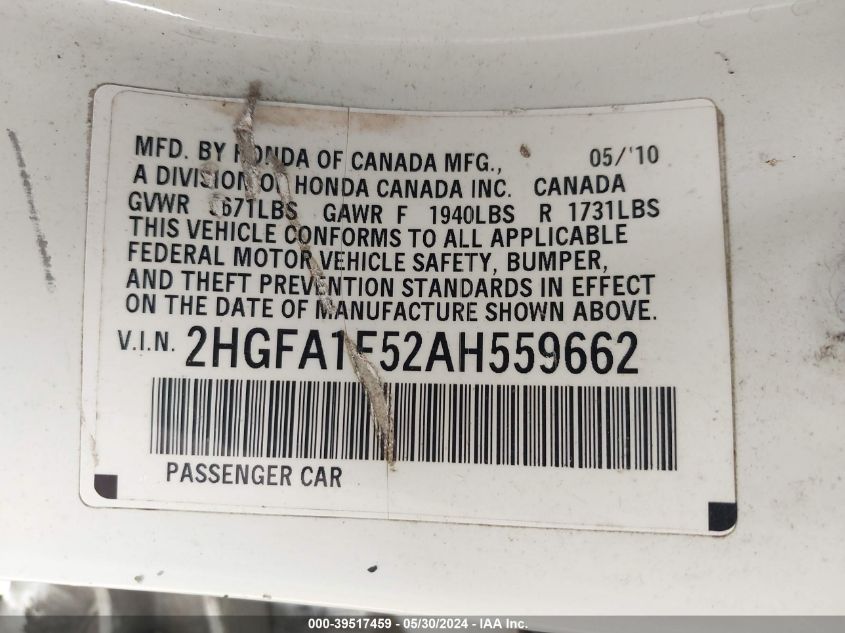 MFD. BY HONDA OF CANADA MFG., 05/'10
A DIVISION OF HONDA CANADA INC. CANADA
GVWR 3671LBS GAWR F 1940LBS R 1731LBS
THIS VEHICLE CONFORMS TO ALL APPLICABLE
FEDERAL MOTOR VEHICLE SAFETY, BUMPER,
AND THEFT PREVENTION STANDARDS IN EFFECT
ON THE DATE OF MANUFACTURE SHOWN ABOVE.
V.I.N. 2HGFA1F52AH559662
PASSENGER CAR
000-39517459 - 05/30/2024 - IAA Inc.